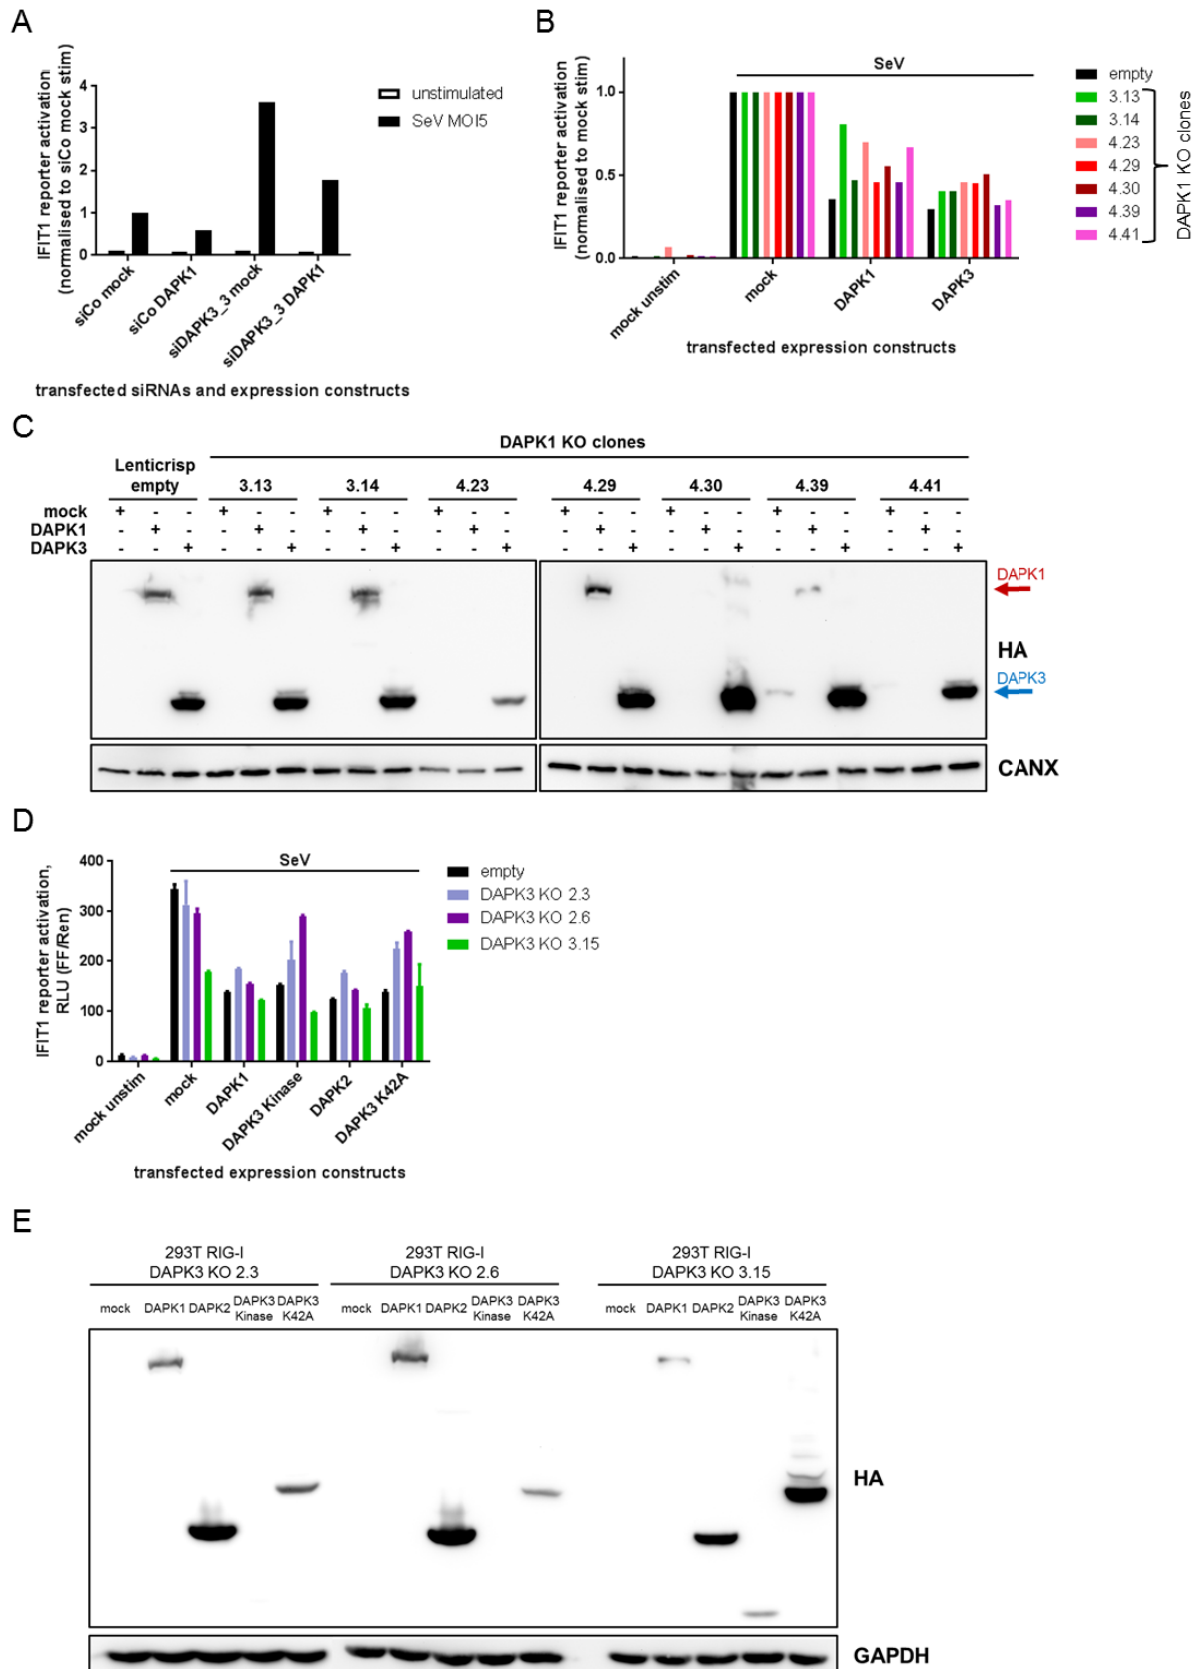 A
IFIT1 reporter activation
(normalised to siCo mock stim)
4
3
2
1
0
unstimulated
SeV MOI5
siCo mock
siCo DAPK1
siDAPK3_3 mock
siDAPK3_3 DAPK1
transfected siRNAs and expression constructs
B
IFIT1 reporter activation
(normalised to mock stim)
1.0
0.5
0.0
SeV
mock unstim
mock
DAPK1
DAPK3
transfected expression constructs
empty
3.13
3.14
4.23
4.29
4.30
4.39
4.41
DAPK1 KO clones
C
DAPK1 KO clones
Lenticrisp
empty
3.13 3.14 4.23 4.29 4.30 4.39 4.41
mock + - - + - - + - - + - - + - - + - - + - - + - -
DAPK1 - + - - + - - + - - + - - + - - + - - + - - + -
DAPK3 - - + - - + - - + - - + - - + - - + - - + - - +
DAPK1
HA
DAPK3
CANX
D
IFIT1 reporter activation,
RLU (FF/Ren)
400
300
200
100
0
SeV
mock unstim
mock
DAPK1
DAPK3 Kinase
DAPK2
DAPK3 K42A
transfected expression constructs
empty
DAPK3 KO 2.3
DAPK3 KO 2.6
DAPK3 KO 3.15
E
293T RIG-I
DAPK3 KO 2.3
293T RIG-I
DAPK3 KO 2.6
293T RIG-I
DAPK3 KO 3.15
mock DAPK1 DAPK2 DAPK3 Kinase DAPK3 K42A
mock DAPK1 DAPK2 DAPK3 Kinase DAPK3 K42A
mock DAPK1 DAPK2 DAPK3 Kinase DAPK3 K42A
HA
GAPDH